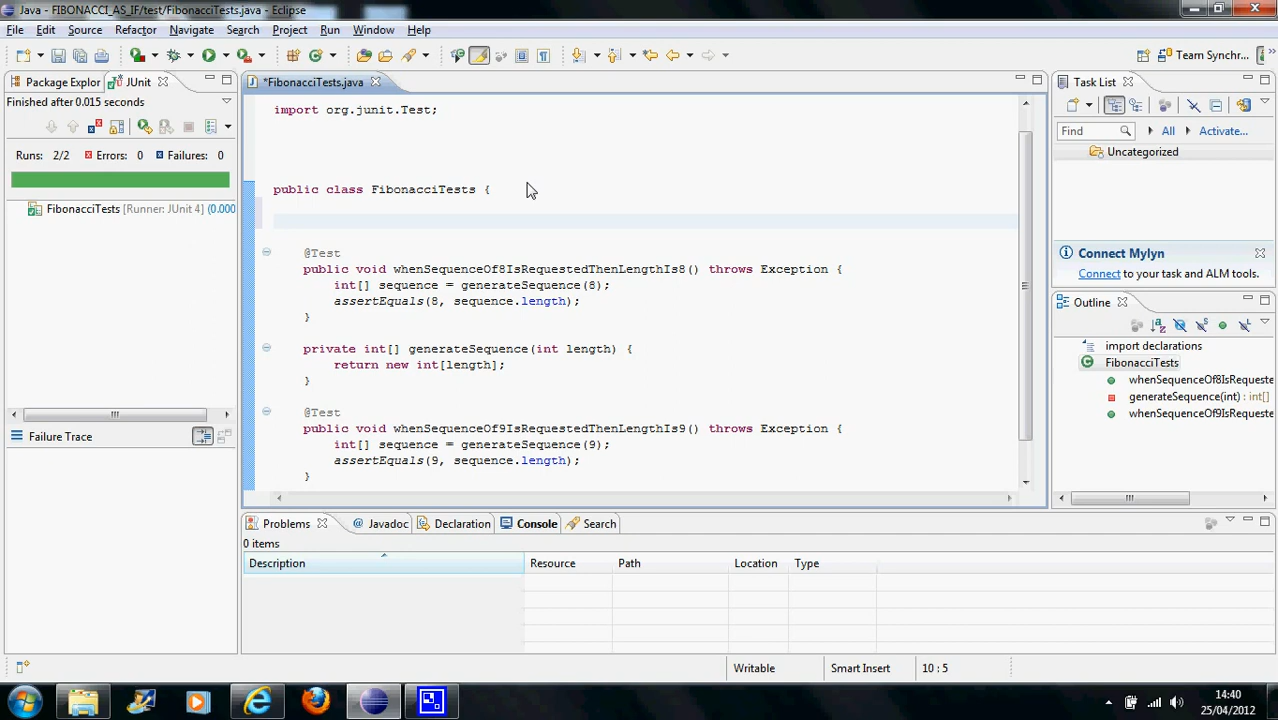 Java - FIBONACCI_AS_IF/test/FibonacciTests.java - Eclipse
File Edit Source Refactor Navigate Search Project Run Window Help
Team Synchr...
Package Explor
JUnit
Finished after 0.015 seconds
Runs: 2/2 Errors: 0 Failures: 0
FibonacciTests [Runner: JUnit 4] (0.000
Failure Trace
*FibonacciTests.java
import org.junit.Test;
public class FibonacciTests {
@Test
public void whenSequenceOf8IsRequestedThenLengthIs8() throws Exception {
int[] sequence = generateSequence(8);
assertEquals(8, sequence.length);
}
private int[] generateSequence(int length) {
return new int[length];
}
@Test
public void whenSequenceOf9IsRequestedThenLengthIs9() throws Exception {
int[] sequence = generateSequence(9);
assertEquals(9, sequence.length);
}
Task List
Find All Activate...
Uncategorized
Connect Mylyn
Connect to your task and ALM tools.
Outline
import declarations
FibonacciTests
whenSequenceOf8IsRequeste
generateSequence(int) : int[]
whenSequenceOf9IsRequeste
Problems @ Javadoc Declaration Console Search
0 items
Description Resource Path Location Type
Writable Smart Insert 10 : 5
14:40
25/04/2012